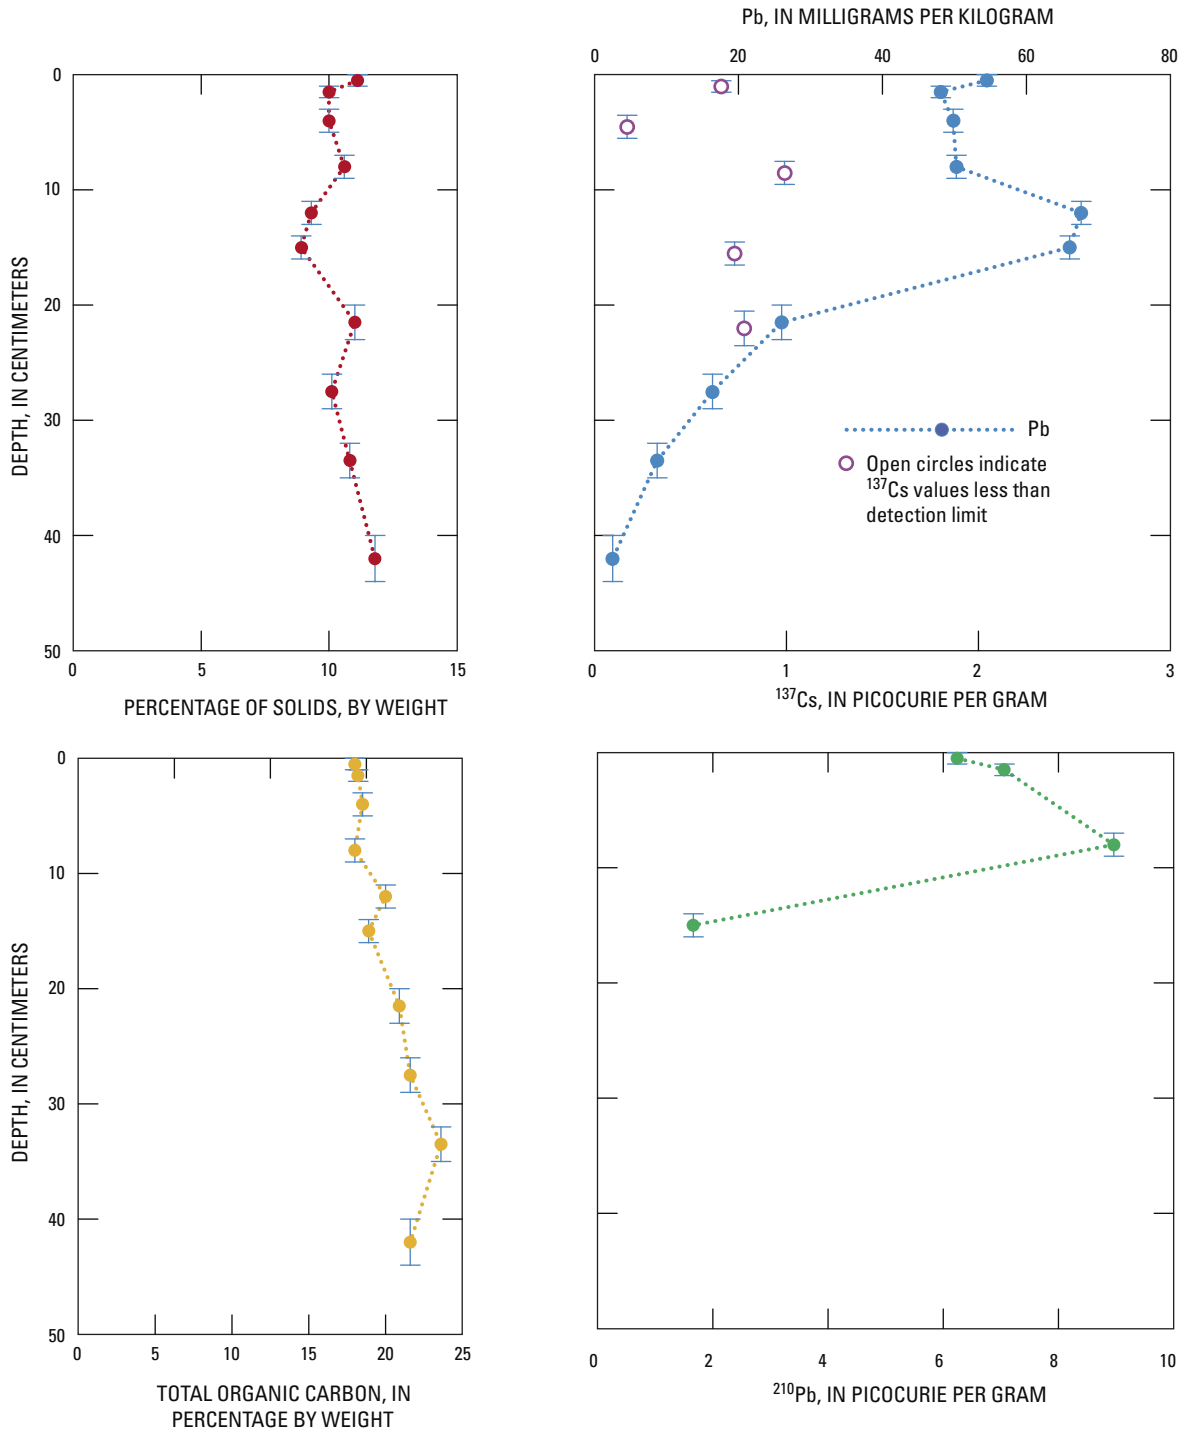 Pb, IN MILLIGRAMS PER KILOGRAM
0 20 40 60 80
0
10
20
30
40
50
DEPTH, IN CENTIMETERS
0 5 10 15
PERCENTAGE OF SOLIDS, BY WEIGHT
Pb
Open circles indicate
¹³⁷Cs values less than
detection limit
0 1 2 3
¹³⁷Cs, IN PICOCURIE PER GRAM
0
10
20
30
40
50
DEPTH, IN CENTIMETERS
0 5 10 15 20 25
TOTAL ORGANIC CARBON, IN
PERCENTAGE BY WEIGHT
0 2 4 6 8 10
²¹⁰Pb, IN PICOCURIE PER GRAM